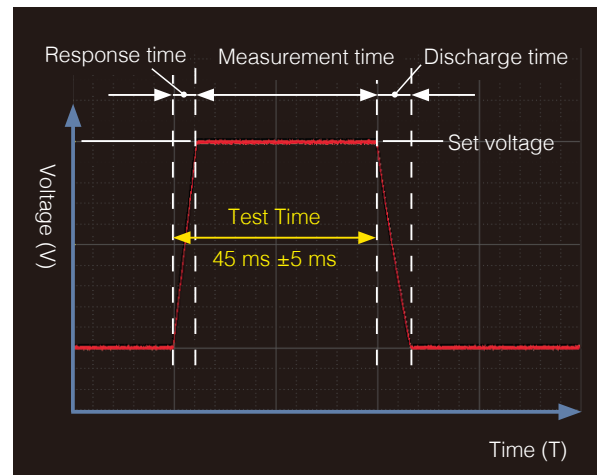 Response time
Measurement time
Discharge time
Set voltage
Voltage (V)
Test Time
45 ms ±5 ms
Time (T)